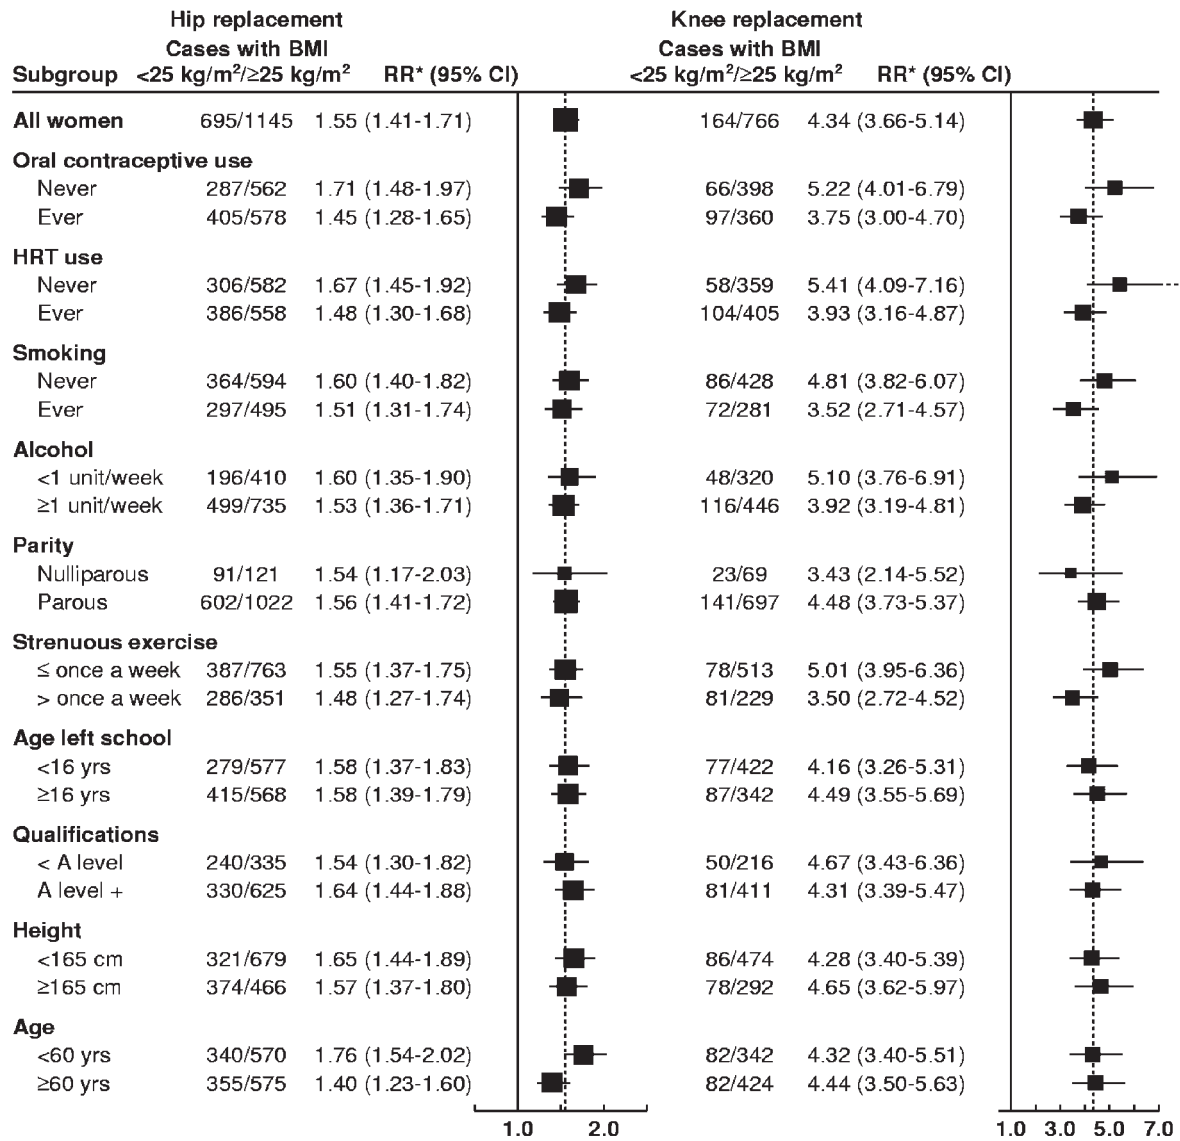 Hip replacement Knee replacement
Cases with BMI Cases with BMI
Subgroup <25 kg/m²/≥25 kg/m² RR* (95% CI) <25 kg/m²/≥25 kg/m² RR* (95% CI)
All women 695/1145 1.55 (1.41-1.71) 164/766 4.34 (3.66-5.14)
Oral contraceptive use
Never 287/562 1.71 (1.48-1.97) 66/398 5.22 (4.01-6.79)
Ever 405/578 1.45 (1.28-1.65) 97/360 3.75 (3.00-4.70)
HRT use
Never 306/582 1.67 (1.45-1.92) 58/359 5.41 (4.09-7.16)
Ever 386/558 1.48 (1.30-1.68) 104/405 3.93 (3.16-4.87)
Smoking
Never 364/594 1.60 (1.40-1.82) 86/428 4.81 (3.82-6.07)
Ever 297/495 1.51 (1.31-1.74) 72/281 3.52 (2.71-4.57)
Alcohol
<1 unit/week 196/410 1.60 (1.35-1.90) 48/320 5.10 (3.76-6.91)
≥1 unit/week 499/735 1.53 (1.36-1.71) 116/446 3.92 (3.19-4.81)
Parity
Nulliparous 91/121 1.54 (1.17-2.03) 23/69 3.43 (2.14-5.52)
Parous 602/1022 1.56 (1.41-1.72) 141/697 4.48 (3.73-5.37)
Strenuous exercise
≤ once a week 387/763 1.55 (1.37-1.75) 78/513 5.01 (3.95-6.36)
> once a week 286/351 1.48 (1.27-1.74) 81/229 3.50 (2.72-4.52)
Age left school
<16 yrs 279/577 1.58 (1.37-1.83) 77/422 4.16 (3.26-5.31)
≥16 yrs 415/568 1.58 (1.39-1.79) 87/342 4.49 (3.55-5.69)
Qualifications
< A level 240/335 1.54 (1.30-1.82) 50/216 4.67 (3.43-6.36)
A level + 330/625 1.64 (1.44-1.88) 81/411 4.31 (3.39-5.47)
Height
<165 cm 321/679 1.65 (1.44-1.89) 86/474 4.28 (3.40-5.39)
≥165 cm 374/466 1.57 (1.37-1.80) 78/292 4.65 (3.62-5.97)
Age
<60 yrs 340/570 1.76 (1.54-2.02) 82/342 4.32 (3.40-5.51)
≥60 yrs 355/575 1.40 (1.23-1.60) 82/424 4.44 (3.50-5.63)
1.0 2.0 1.0 3.0 5.0 7.0